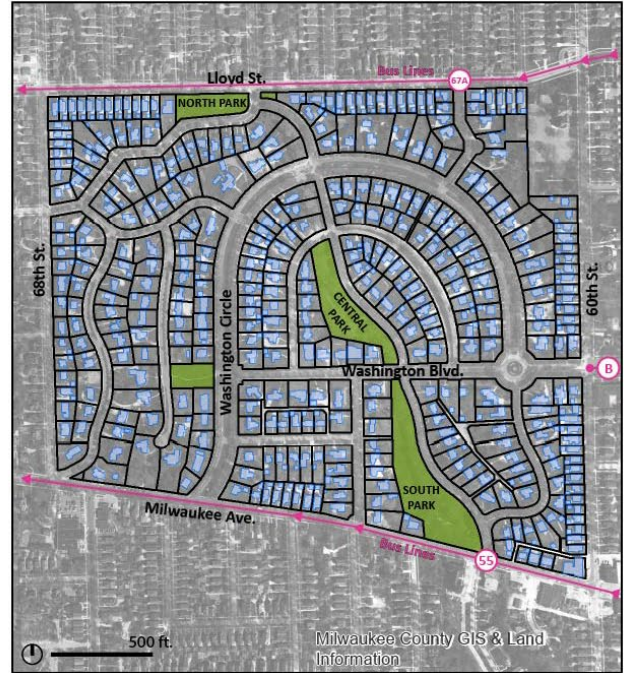 Lloyd St.
Bus Lines
67A
NORTH PARK
68th St.
Washington Circle
CENTRAL
PARK
60th St.
Washington Blvd.
B
SOUTH
PARK
Milwaukee Ave.
Bus Lines
55
500 ft.
Milwaukee County GIS & Land
Information